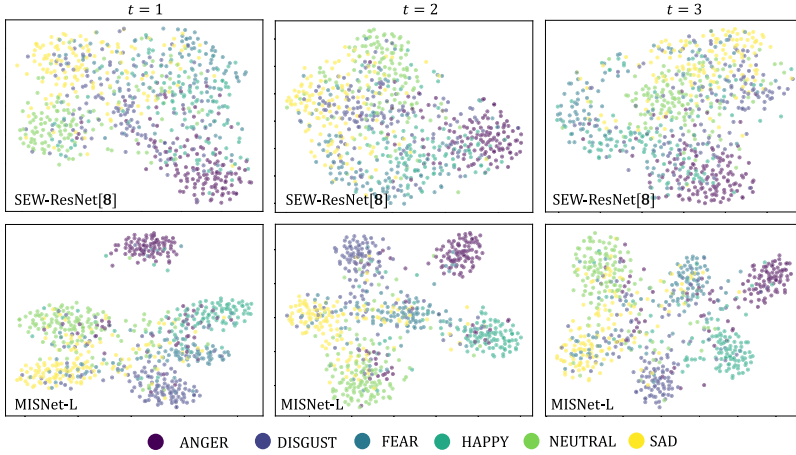 t = 1
t = 2
t = 3
SEW-ResNet[8]
SEW-ResNet[8]
SEW-ResNet[8]
MISNet-L
MISNet-L
MISNet-L
ANGER DISGUST FEAR HAPPY NEUTRAL SAD